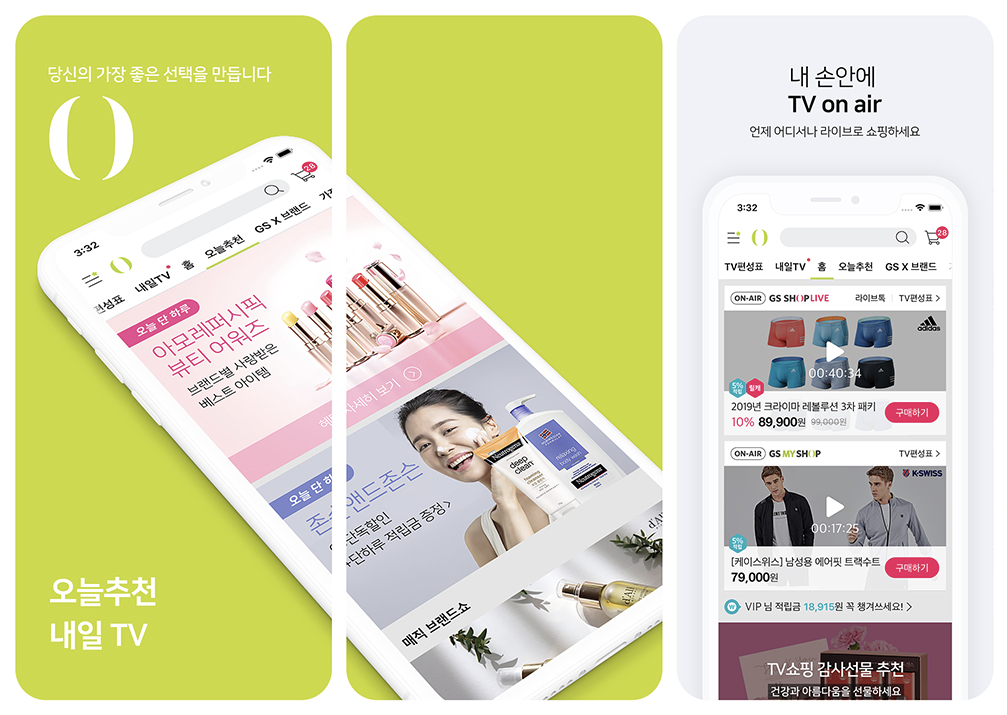 당신의 가장 좋은 선택을 만듭니다
오늘추천
내일 TV
3:32
28
편성표 내일TV 홈 오늘추천 GS X 브랜드
오늘 단 하루
아모레퍼시픽
뷰티 어워즈
브랜드별 사랑받은
베스트 아이템
자세히 보기
오늘 단 하루
존슨앤드존슨
단독할인
단하루 적립금 증정
Neutrogena
deep
clean
relaxing
body wash
Neutrogena
매직 브랜드쇼
d'Alba
내 손안에
TV on air
언제 어디서나 라이브로 쇼핑하세요
3:32
28
TV편성표 내일TV 홈 오늘추천 GS X 브랜드
ON-AIR GS SHOP LIVE 라이브톡 TV편성표
adidas
00:40:34
5%
적립
릴레
2019년 크라이마 레볼루션 3차 패키
10% 89,900원 99,000원
구매하기
ON-AIR GS MY SHOP TV편성표
K·SWISS
00:17:25
5%
적립
[케이스위스] 남성용 에어핏 트랙수트
79,000원
구매하기
W VIP 님 적립금 18,915원 꼭 챙겨쓰세요!
TV쇼핑 감사선물 추천
건강과 아름다움을 선물하세요